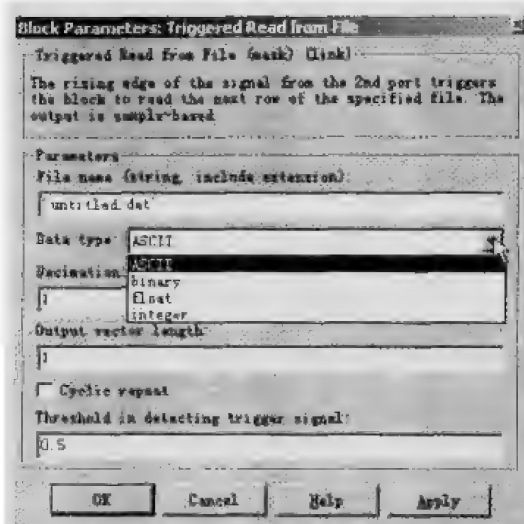 Block Parameters: Triggered Read from File
Triggered Read from File (mask) (link)
The rising edge of the signal from the 2nd port triggers
the block to read the next row of the specified file. The
output is sample-based
Parameters
File name (string, include extention):
untitled.dat
Data type: ASCII
ASCII
binary
float
integer
Decimation
1
Output vector length:
1
Cyclic repeat
Threshold in detecting trigger signal:
0.5
OK Cancel Help Apply